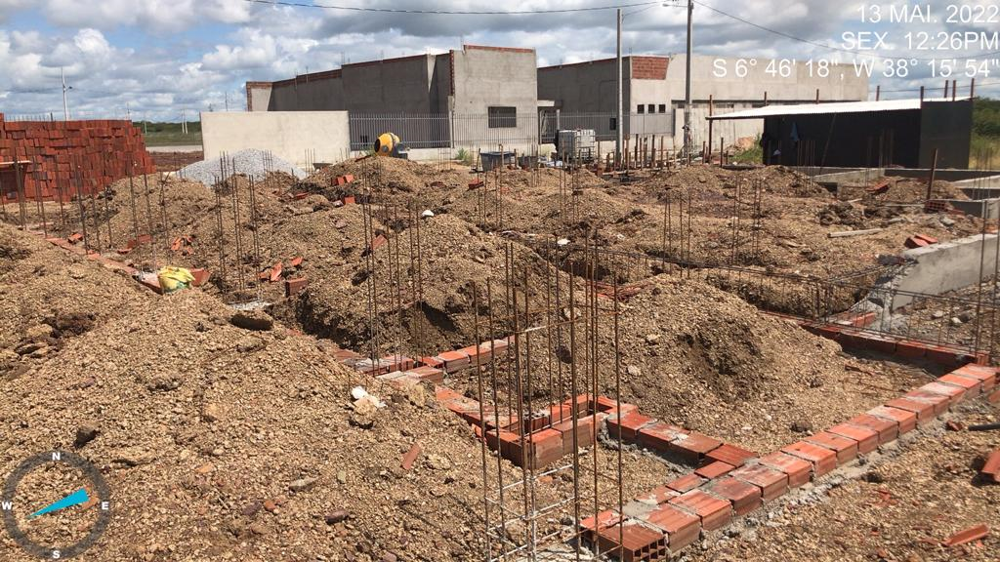 13 MAI. 2022
SEX. 12:26PM
S 6° 46' 18", W 38° 15' 54"
N
W E
S